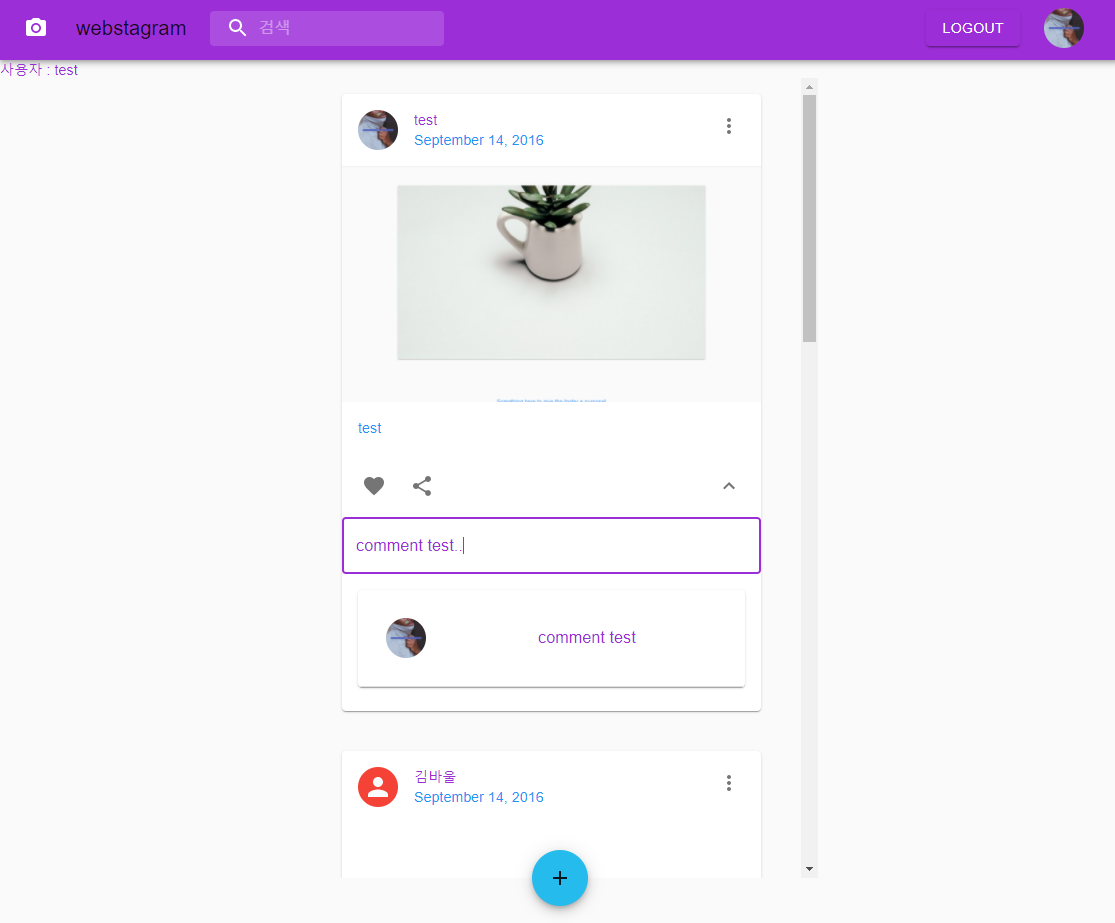 webstagram
검색
LOGOUT
사용자 : test
test
September 14, 2016
test
comment test..
comment test
김바울
September 14, 2016